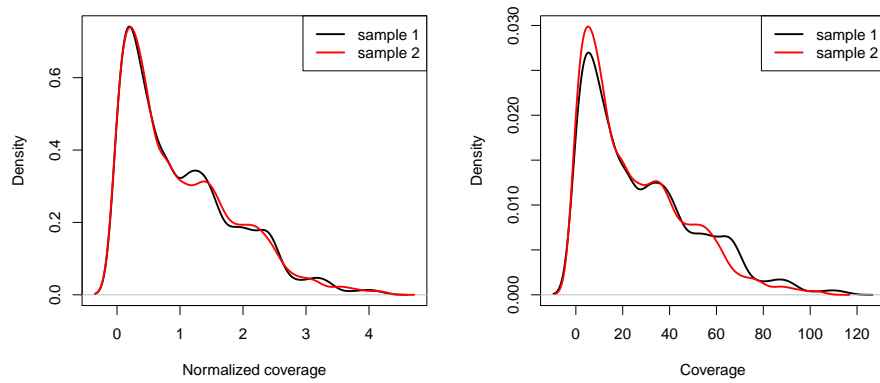 sample 1
sample 2
Density
0.0
0.2
0.4
0.6
0 1 2 3 4
Normalized coverage
sample 1
sample 2
Density
0.000
0.010
0.020
0.030
0 20 40 60 80 100 120
Coverage